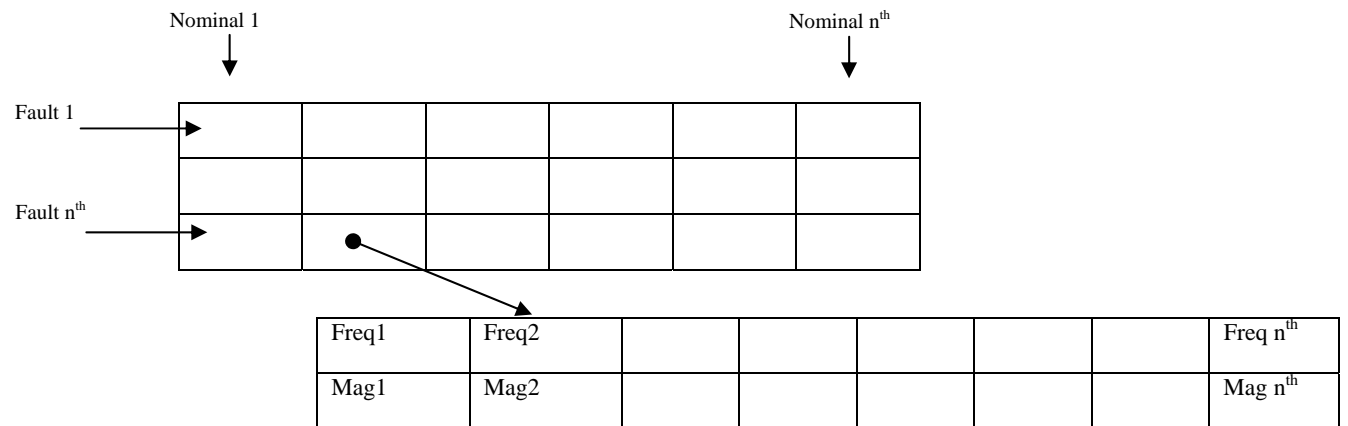 Nominal 1
Nominal nth
Fault 1
Fault nth
Freq1 Freq2 Freq nth
Mag1 Mag2 Mag nth